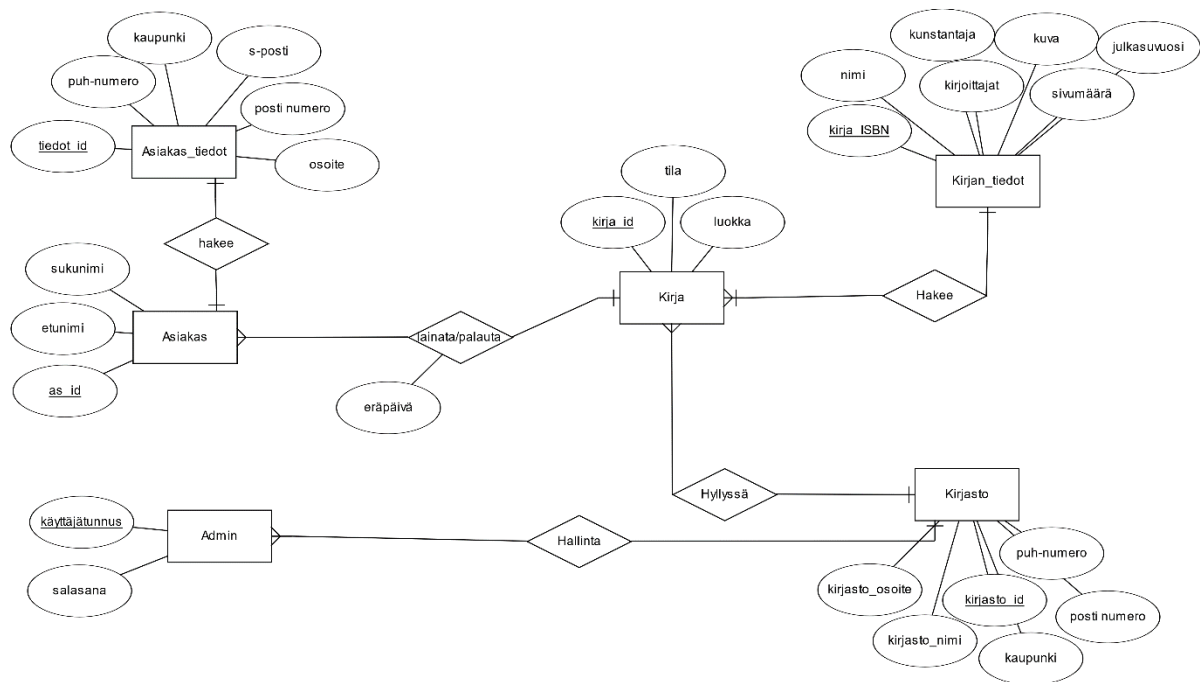 kaupunki
s-posti
puh-numero
posti numero
tiedot_id
Asiakas_tiedot
osoite
hakee
sukunimi
etunimi
Asiakas
as_id
lainata/palauta
eräpäivä
kunstantaja
kuva
julkasuvuosi
nimi
kirjoittajat
sivumäärä
kirja_ISBN
Kirjan_tiedot
tila
kirja_id
luokka
Kirja
Hakee
Hyllyssä
Kirjasto
käyttäjätunnus
Admin
salasana
Hallinta
puh-numero
kirjasto_osoite
kirjasto_id
posti numero
kirjasto_nimi
kaupunki